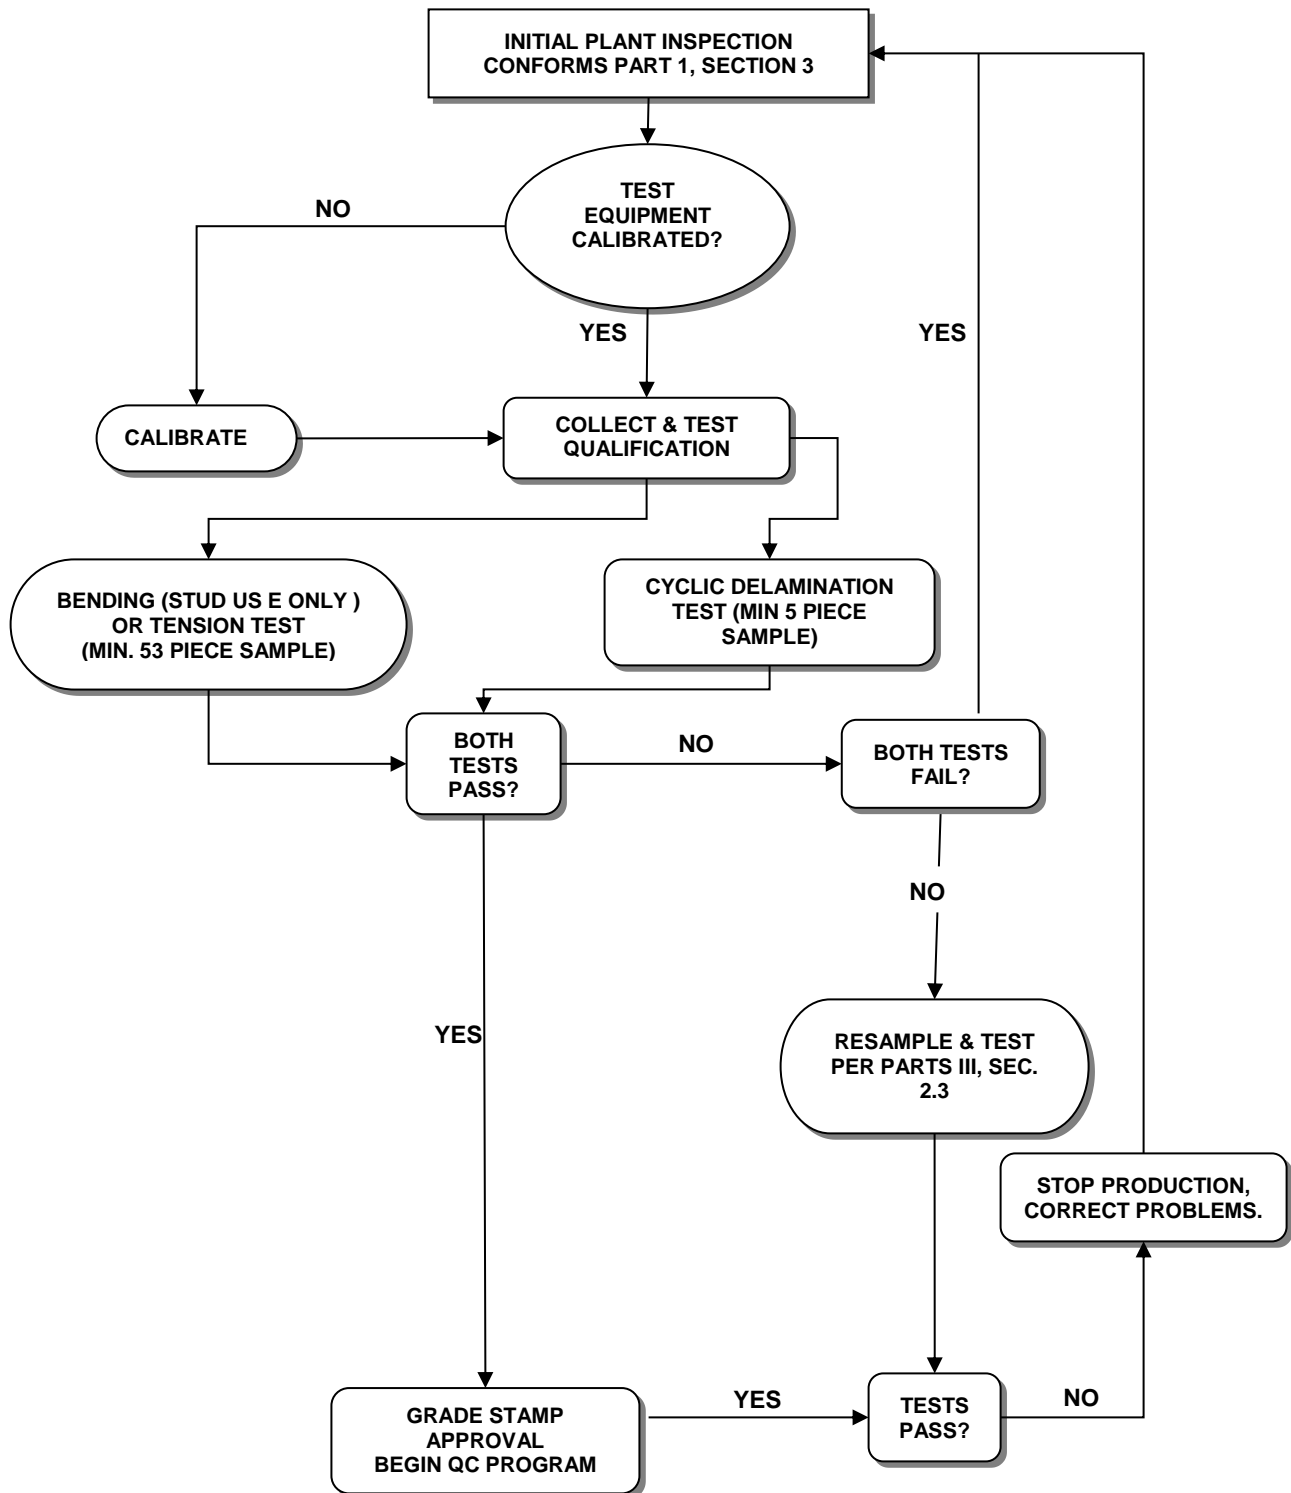 INITIAL PLANT INSPECTION
CONFORMS PART 1, SECTION 3
TEST
EQUIPMENT
CALIBRATED?
NO
YES
YES
CALIBRATE
COLLECT & TEST
QUALIFICATION
BENDING (STUD US E ONLY )
OR TENSION TEST
(MIN. 53 PIECE SAMPLE)
CYCLIC DELAMINATION
TEST (MIN 5 PIECE
SAMPLE)
BOTH
TESTS
PASS?
NO
BOTH TESTS
FAIL?
NO
YES
RESAMPLE & TEST
PER PARTS III, SEC.
2.3
STOP PRODUCTION,
CORRECT PROBLEMS.
GRADE STAMP
APPROVAL
BEGIN QC PROGRAM
YES
TESTS
PASS?
NO